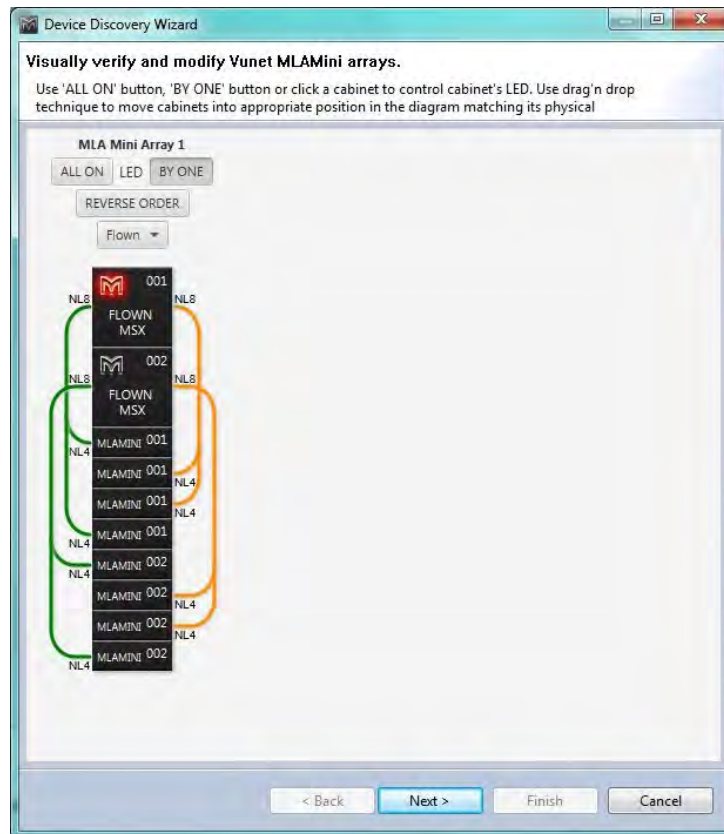 Device Discovery Wizard
Visually verify and modify Vunet MLAMini arrays.
Use 'ALL ON' button, 'BY ONE' button or click a cabinet to control cabinet's LED. Use drag'n drop
technique to move cabinets into appropriate position in the diagram matching its physical
MLA Mini Array 1
ALL ON LED BY ONE
REVERSE ORDER
Flown
001
NL8 NL8
FLOWN
MSX
002
NL8 NL8
FLOWN
MSX
MLAMINI 001
NL4
MLAMINI 001
NL4
MLAMINI 001
NL4
MLAMINI 001
NL4
MLAMINI 002
NL4
MLAMINI 002
NL4
MLAMINI 002
NL4
MLAMINI 002
NL4
< Back Next > Finish Cancel